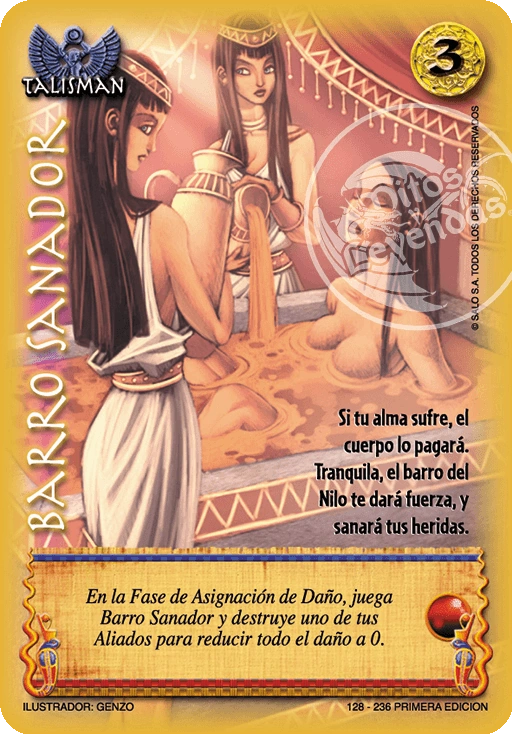 TALISMAN
3
BARRO SANADOR
mitos
y leyendas
© SALO S.A. TODOS LOS DERECHOS RESERVADOS
Si tu alma sufre, el
cuerpo lo pagará.
Tranquila, el barro del
Nilo te dará fuerza, y
sanará tus heridas.
En la Fase de Asignación de Daño, juega
Barro Sanador y destruye uno de tus
Aliados para reducir todo el daño a 0.
ILUSTRADOR: GENZO
128 - 236 PRIMERA EDICION